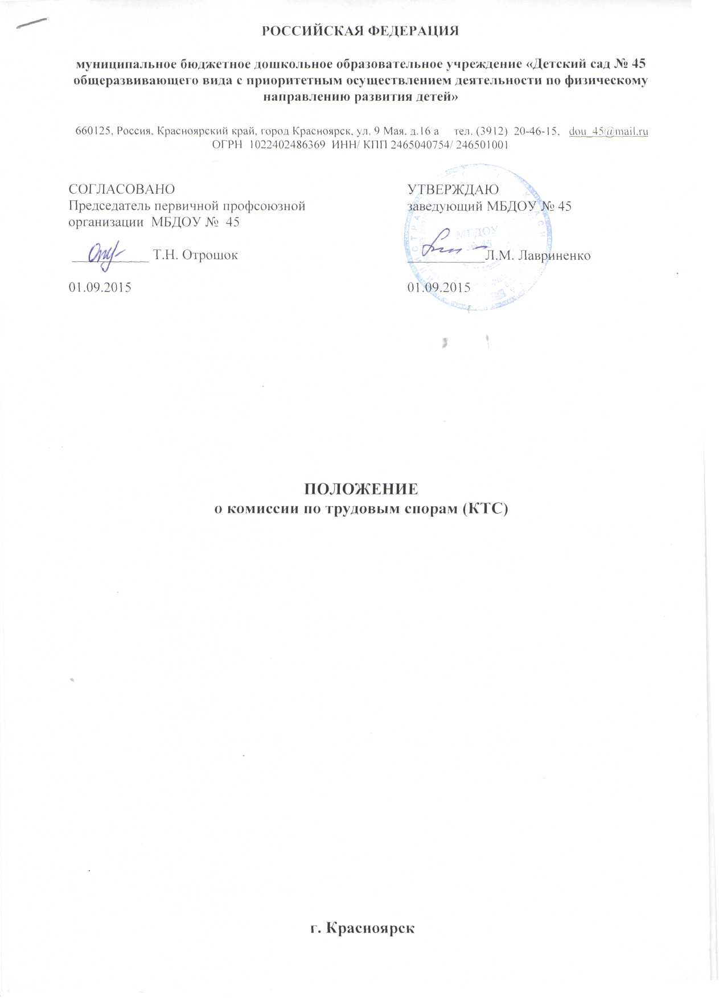 РОССИЙСКАЯ ФЕДЕРАЦИЯ
муниципальное бюджетное дошкольное образовательное учреждение «Детский сад № 45
общеразвивающего вида с приоритетным осуществлением деятельности по физическому
направлению развития детей»
660125, Россия, Красноярский край, город Красноярск, ул. 9 Мая, д.16 а тел. (3912) 20-46-15, dou_45@mail.ru
ОГРН 1022402486369 ИНН/ КПП 2465040754/ 246501001
СОГЛАСОВАНО
Председатель первичной профсоюзной
организации МБДОУ № 45
Т.Н. Отрошок
01.09.2015
УТВЕРЖДАЮ
заведующий МБДОУ № 45
МБДОУ
Л.М. Лавриненко
01.09.2015
ПОЛОЖЕНИЕ
о комиссии по трудовым спорам (КТС)
г. Красноярск